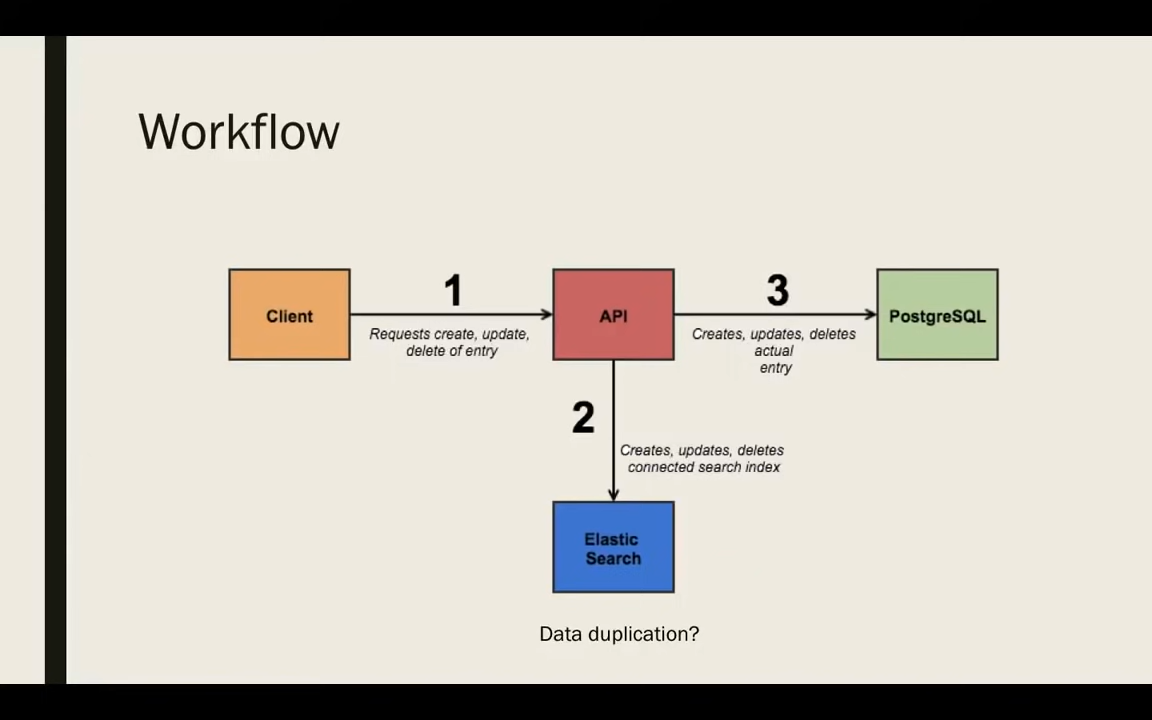 Workflow
Client
1
Requests create, update,
delete of entry
API
3
Creates, updates, deletes
actual
entry
PostgreSQL
2
Creates, updates, deletes
connected search index
Elastic
Search
Data duplication?